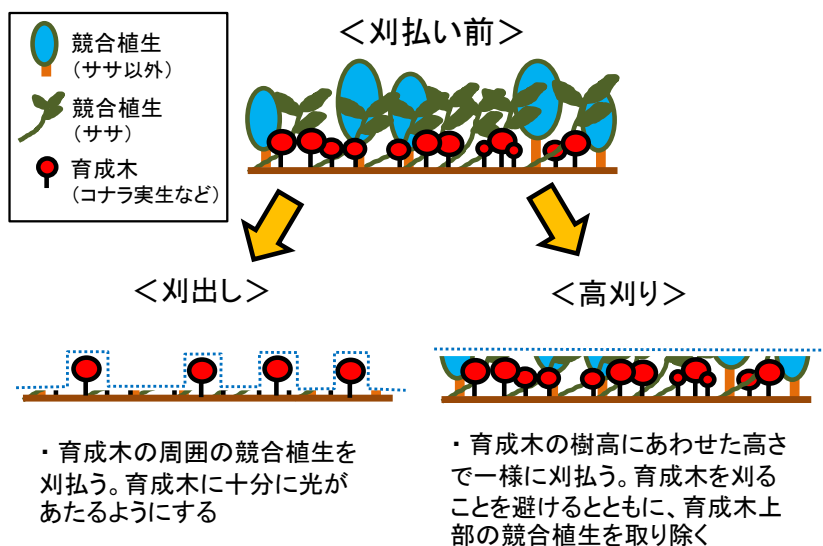 競合植生
（ササ以外）
競合植生
（ササ）
育成木
（コナラ実生など）
＜刈払い前＞
＜刈出し＞
＜高刈り＞
・育成木の周囲の競合植生を
刈払う。育成木に十分に光が
あたるようにする
・育成木の樹高にあわせた高さ
で一様に刈払う。育成木を刈る
ことを避けるとともに、育成木上
部の競合植生を取り除く